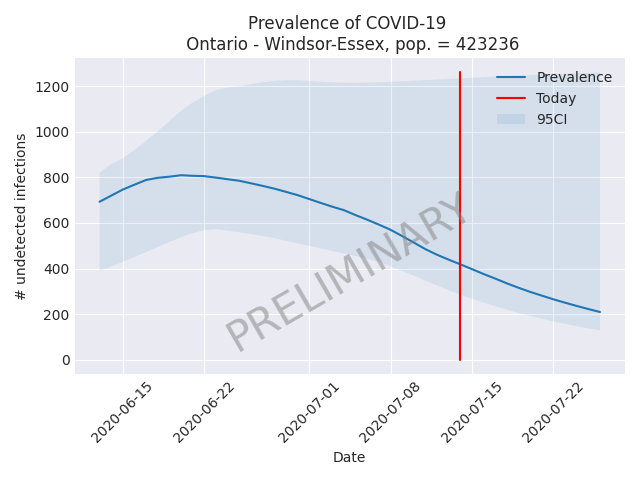 Prevalence of COVID-19
Ontario - Windsor-Essex, pop. = 423236
Prevalence
Today
95CI
1200
1000
800
600
400
200
0
# undetected infections
PRELIMINARY
2020-06-15
2020-06-22
2020-07-01
2020-07-08
2020-07-15
2020-07-22
Date